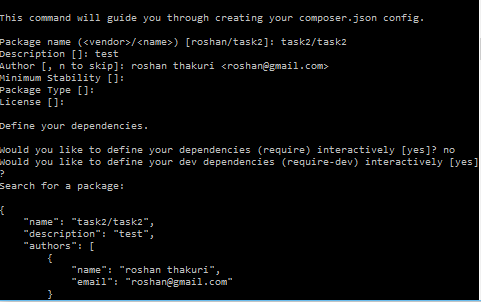 This command will guide you through creating your composer.json config.
Package name (<vendor>/<name>) [roshan/task2]: task2/task2
Description []: test
Author [, n to skip]: roshan thakuri <roshan@gmail.com>
Minimum Stability []:
Package Type []:
License []:
Define your dependencies.
Would you like to define your dependencies (require) interactively [yes]? no
Would you like to define your dev dependencies (require-dev) interactively [yes]
?
Search for a package:
{
    "name": "task2/task2",
    "description": "test",
    "authors": [
        {
            "name": "roshan thakuri",
            "email": "roshan@gmail.com"
        }